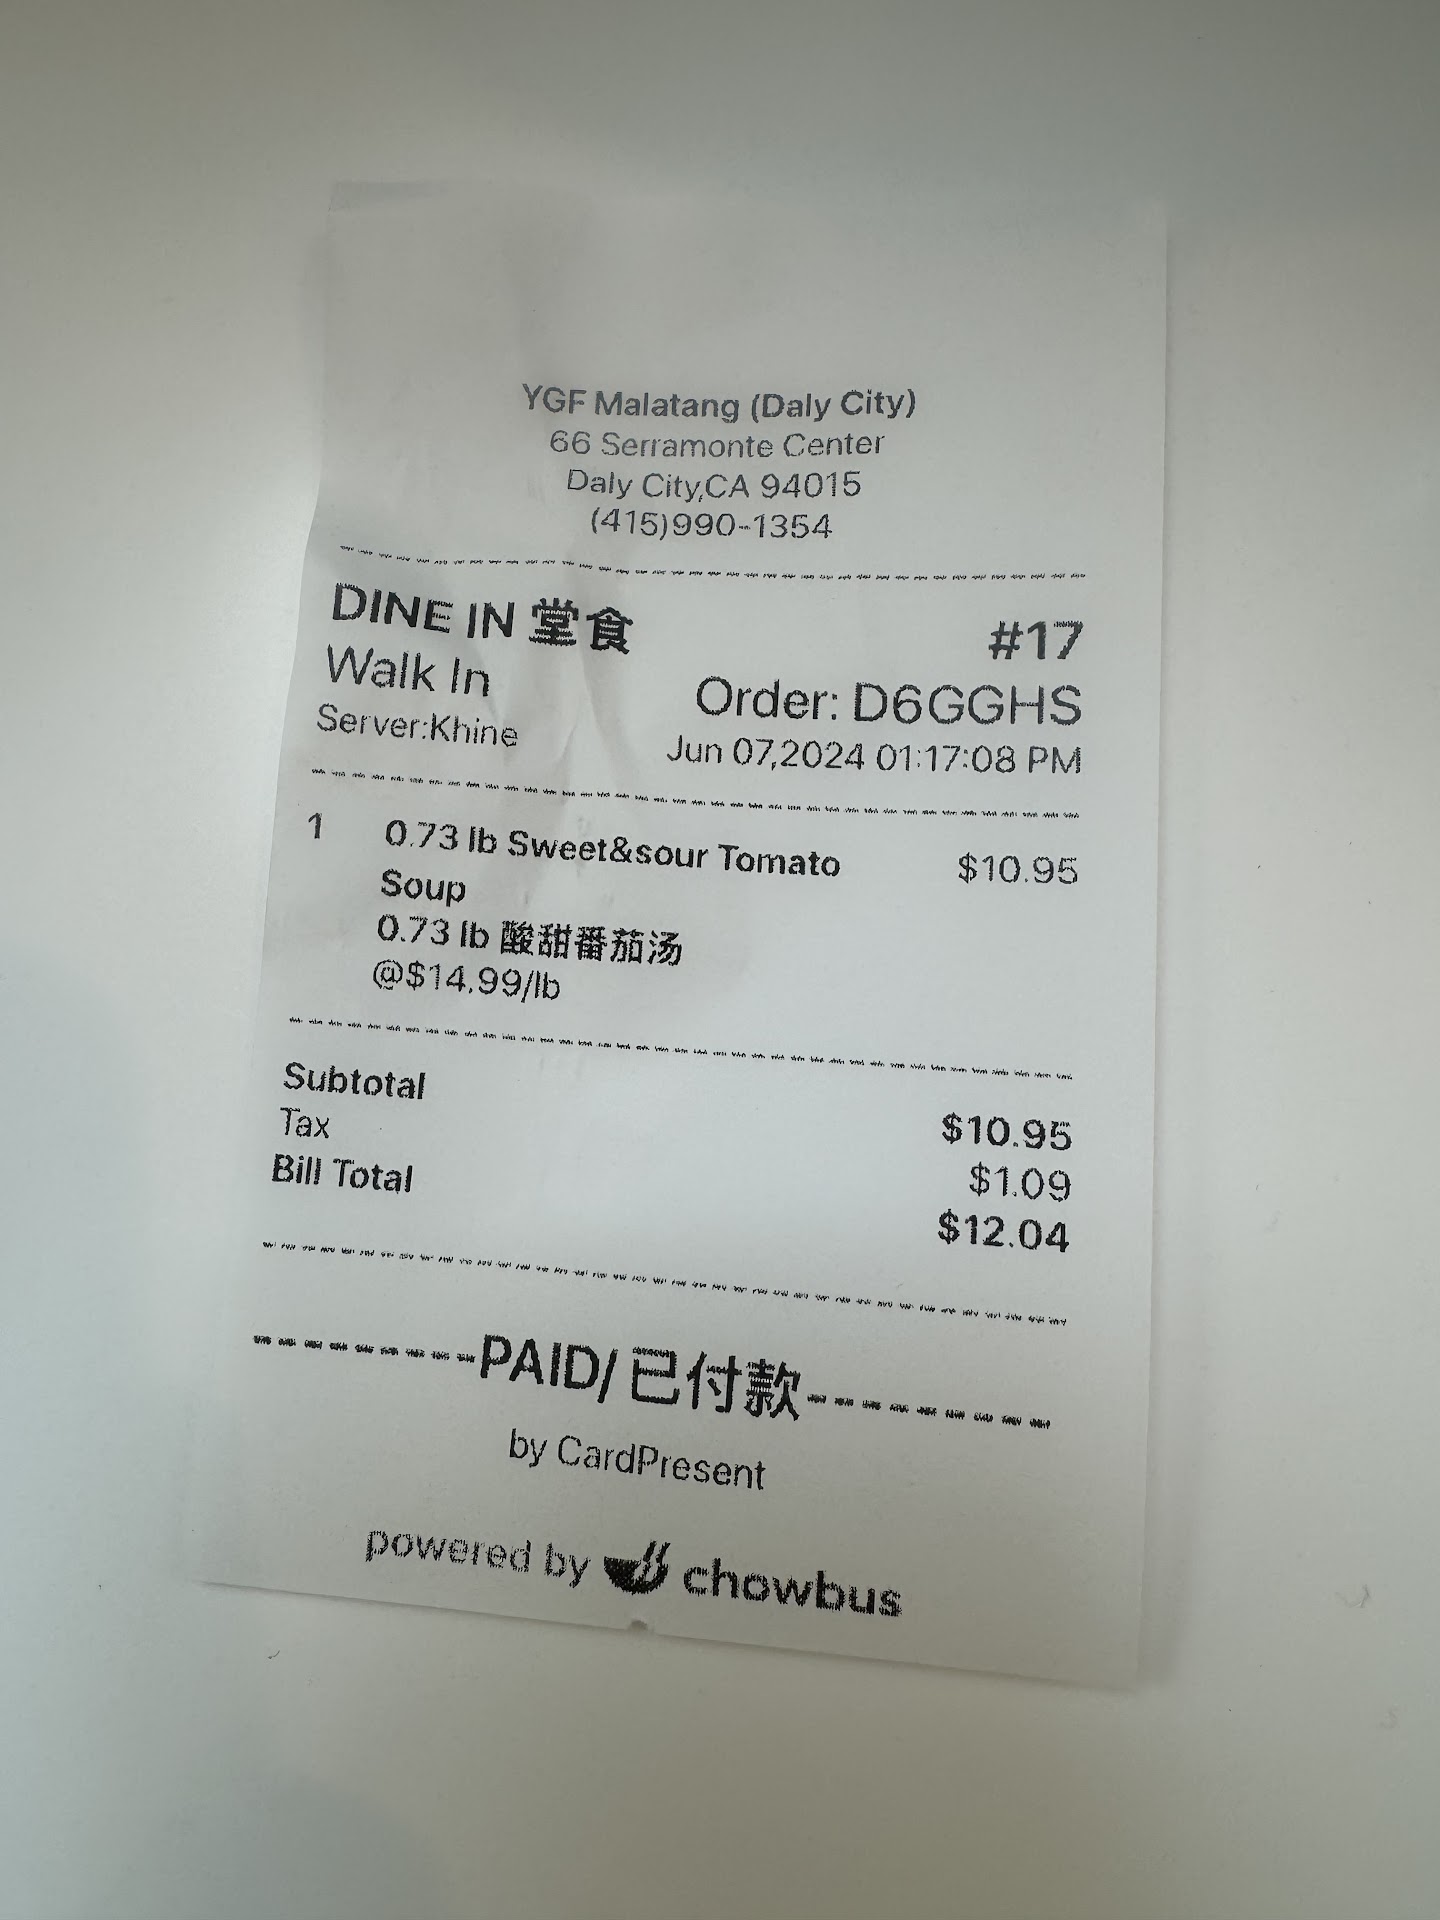 YGF Malatang (Daly City)
66 Serramonte Center
Daly City,CA 94015
(415)990-1354
DINE IN 堂食 #17
Walk In Order: D6GGHS
Server:Khine Jun 07,2024 01:17:08 PM
1 0.73 lb Sweet&sour Tomato $10.95
Soup
0.73 lb 酸甜番茄汤
@$14.99/lb
Subtotal $10.95
Tax $1.09
Bill Total $12.04
---------PAID/已付款---------
by CardPresent
powered by chowbus